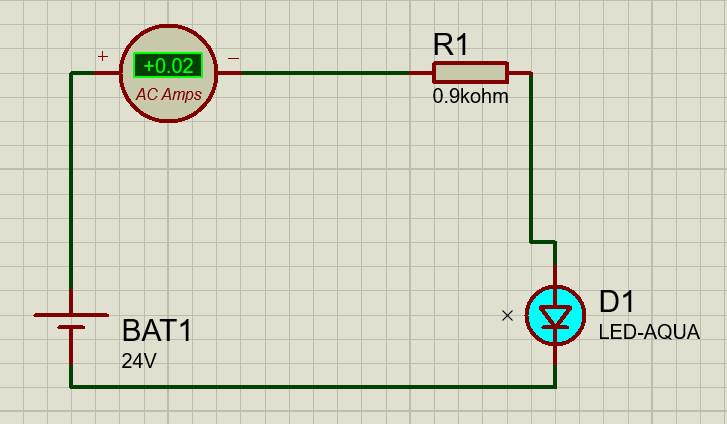 + −
+0.02
AC Amps
R1
0.9kohm
BAT1
24V
D1
LED-AQUA